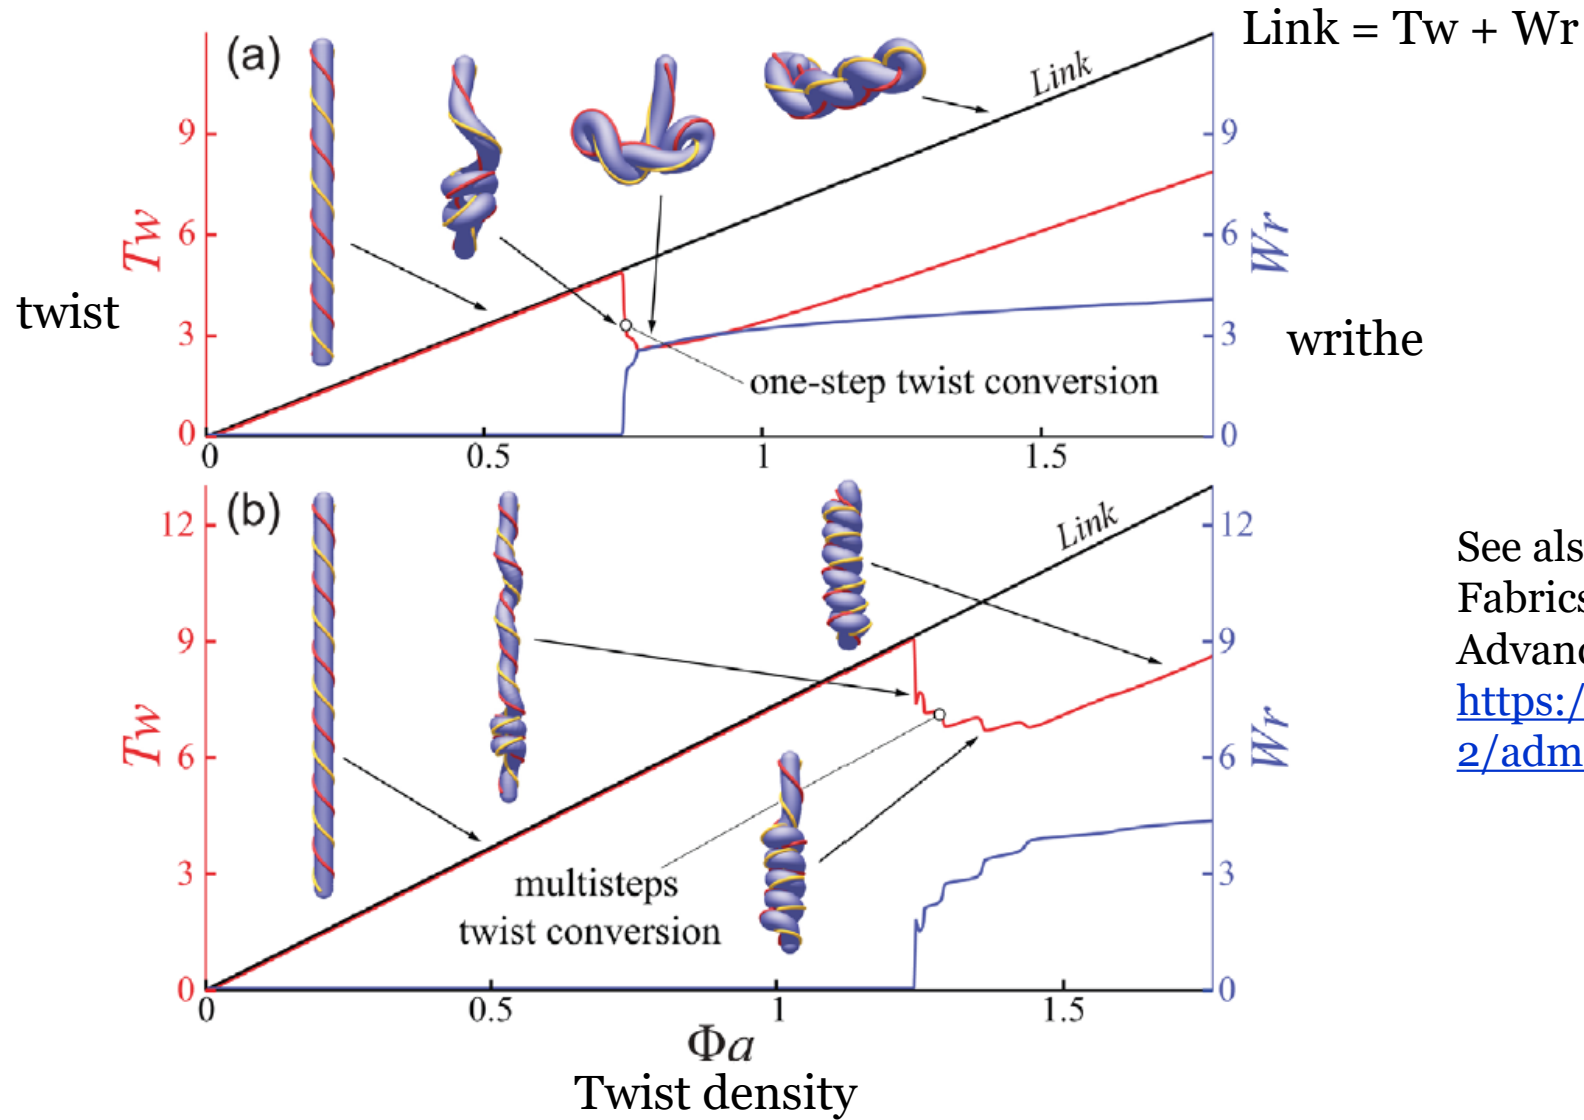 Link = Tw + Wr
(a)
Link
9
6
3
0
Tw
twist
9
6
3
0
Wr
writhe
one-step twist conversion
0
0.5
1
1.5
(b)
Link
12
9
6
3
0
Tw
12
9
6
3
0
Wr
multisteps
twist conversion
0
0.5
1
1.5
Φa
Twist density
See als
Fabrics
Advanc
https:/
2/adm